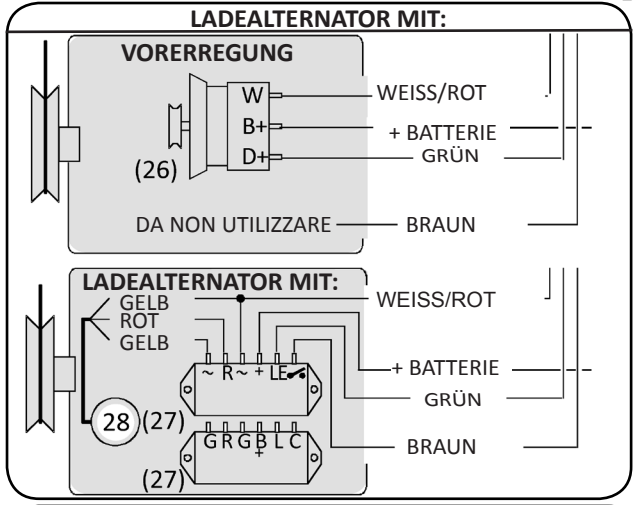 LADEALTERNATOR MIT:
VORERREGUNG
W WEISS/ROT
B+ + BATTERIE
D+ GRÜN
(26)
DA NON UTILIZZARE BRAUN
LADEALTERNATOR MIT:
GELB WEISS/ROT
ROT
GELB
~ R ~ + LE + BATTERIE
GRÜN
28 (27)
G R G B+ L C BRAUN
(27)